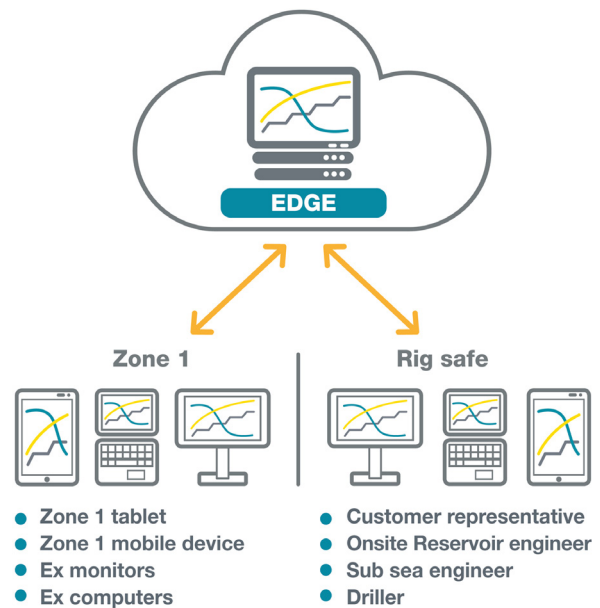 EDGE
Zone 1
Zone 1 tablet
Zone 1 mobile device
Ex monitors
Ex computers
Rig safe
Customer representative
Onsite Reservoir engineer
Sub sea engineer
Driller